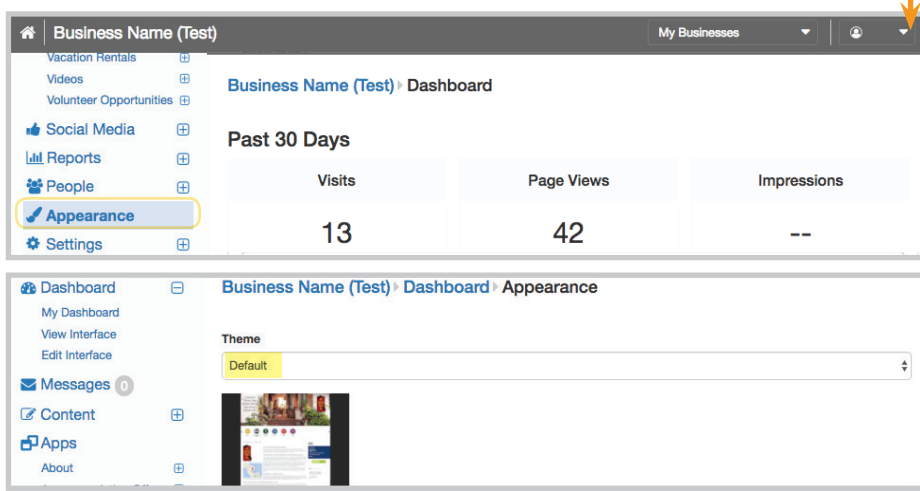 Business Name (Test)
My Businesses
Vacation Rentals
Videos
Volunteer Opportunities
Social Media
Reports
People
Appearance
Settings
Business Name (Test) Dashboard
Past 30 Days
Visits
Page Views
Impressions
13
42
--
Dashboard
My Dashboard
View Interface
Edit Interface
Messages 0
Content
Apps
About
Business Name (Test) Dashboard Appearance
Theme
Default